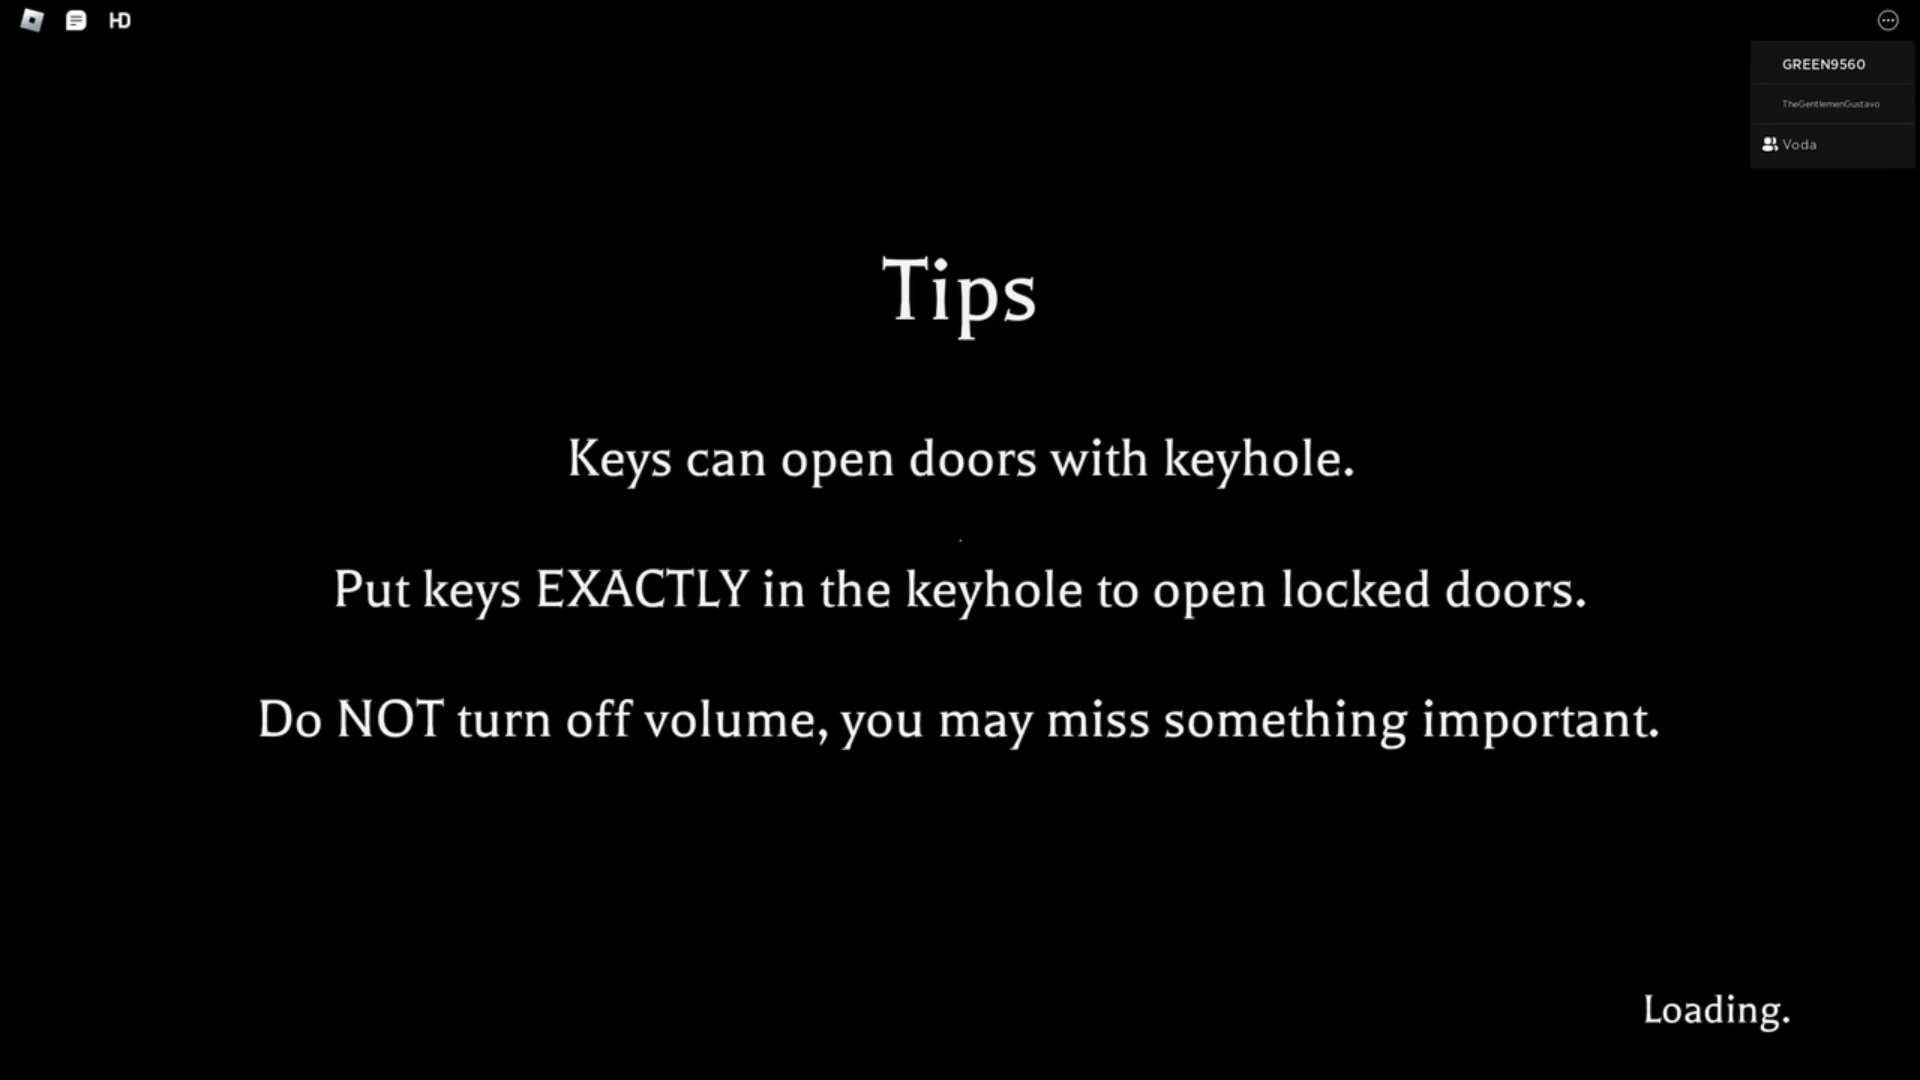 HD
GREEN9560
TheGentlemenGustavo
Voda
Tips
Keys can open doors with keyhole.
Put keys EXACTLY in the keyhole to open locked doors.
Do NOT turn off volume, you may miss something important.
Loading.